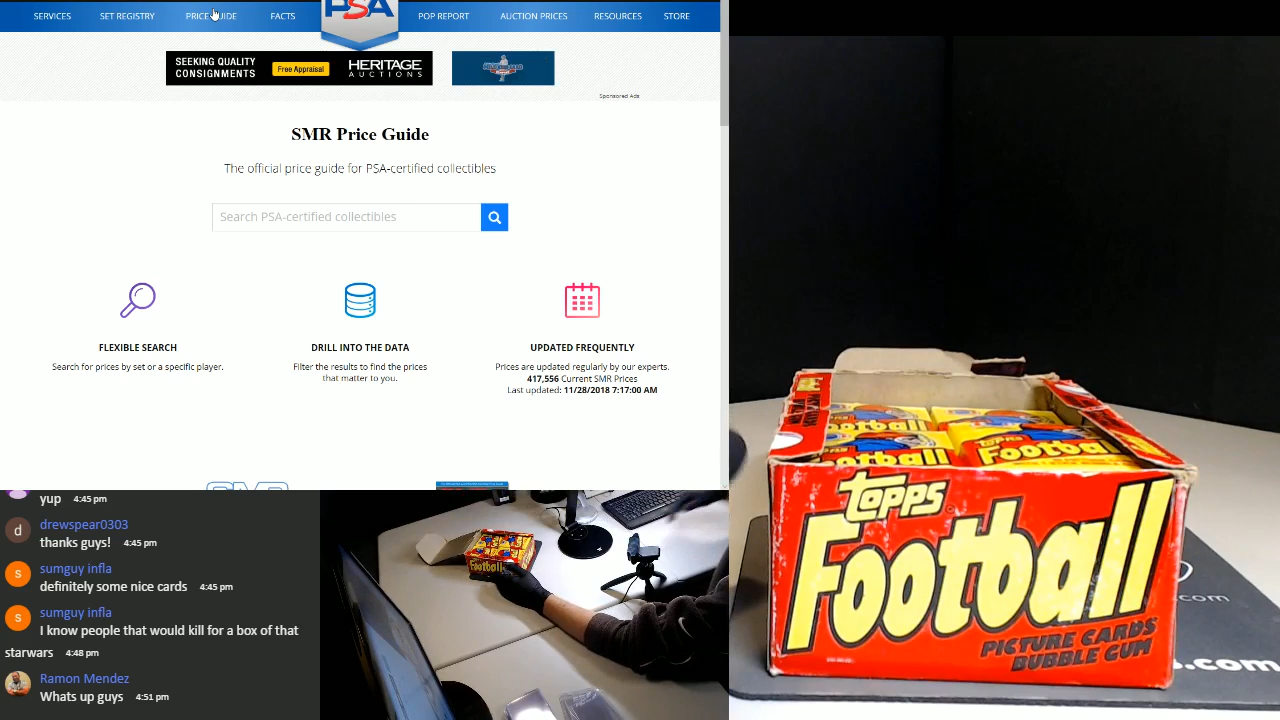 SERVICES
SET REGISTRY
PRICE GUIDE
FACTS
PSA
POP REPORT
AUCTION PRICES
RESOURCES
STORE
SEEKING QUALITY
CONSIGNMENTS
Free Appraisal
HERITAGE
AUCTIONS
Sponsored Ads
SMR Price Guide
The official price guide for PSA-certified collectibles
Search PSA-certified collectibles
FLEXIBLE SEARCH
Search for prices by set or a specific player.
DRILL INTO THE DATA
Filter the results to find the prices
that matter to you.
UPDATED FREQUENTLY
Prices are updated regularly by our experts.
417,556 Current SMR Prices
Last updated: 11/28/2018 7:17:00 AM
yup 4:45 pm
d
drewspear0303
thanks guys! 4:45 pm
S
sumguy infla
definitely some nice cards 4:45 pm
S
sumguy infla
I know people that would kill for a box of that
starwars 4:48 pm
Ramon Mendez
Whats up guys 4:51 pm
Football
Football
Football
topps
Football
topps
Football
PICTURE CARDS
BUBBLE GUM
.com
s.com